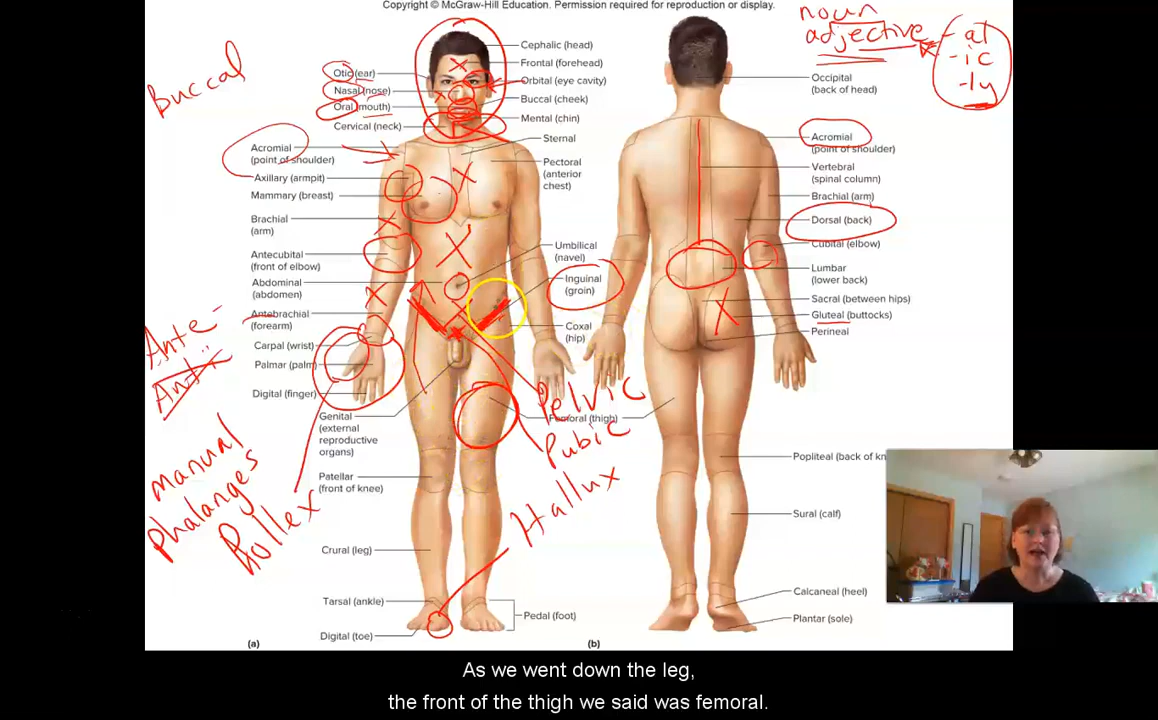 Copyright © McGraw-Hill Education. Permission required for reproduction or display.
noun
adjective
- al
- ic
- ly
Buccal
Cephalic (head)
Frontal (forehead)
Otic (ear)
Orbital (eye cavity)
Nasal (nose)
Buccal (cheek)
Oral (mouth)
Mental (chin)
Cervical (neck)
Sternal
Acromial
(point of shoulder)
Pectoral
(anterior
chest)
Axillary (armpit)
Mammary (breast)
Brachial
(arm)
Umbilical
(navel)
Antecubital
(front of elbow)
Inguinal
(groin)
Abdominal
(abdomen)
Antebrachial
(forearm)
Coxal
(hip)
Carpal (wrist)
Palmar (palm)
Digital (finger)
Genital
(external
reproductive
organs)
Femoral (thigh)
Patellar
(front of knee)
Crural (leg)
Tarsal (ankle)
Pedal (foot)
Digital (toe)
(a)
Ante -
Anti
manual
phalanges
Pollex
Pelvic
Pubic
Hallux
Occipital
(back of head)
Acromial
(point of shoulder)
Vertebral
(spinal column)
Brachial (arm)
Dorsal (back)
Cubital (elbow)
Lumbar
(lower back)
Sacral (between hips)
Gluteal (buttocks)
Perineal
Popliteal (back of kn
Sural (calf)
Calcaneal (heel)
Plantar (sole)
(b)
As we went down the leg,
the front of the thigh we said was femoral.